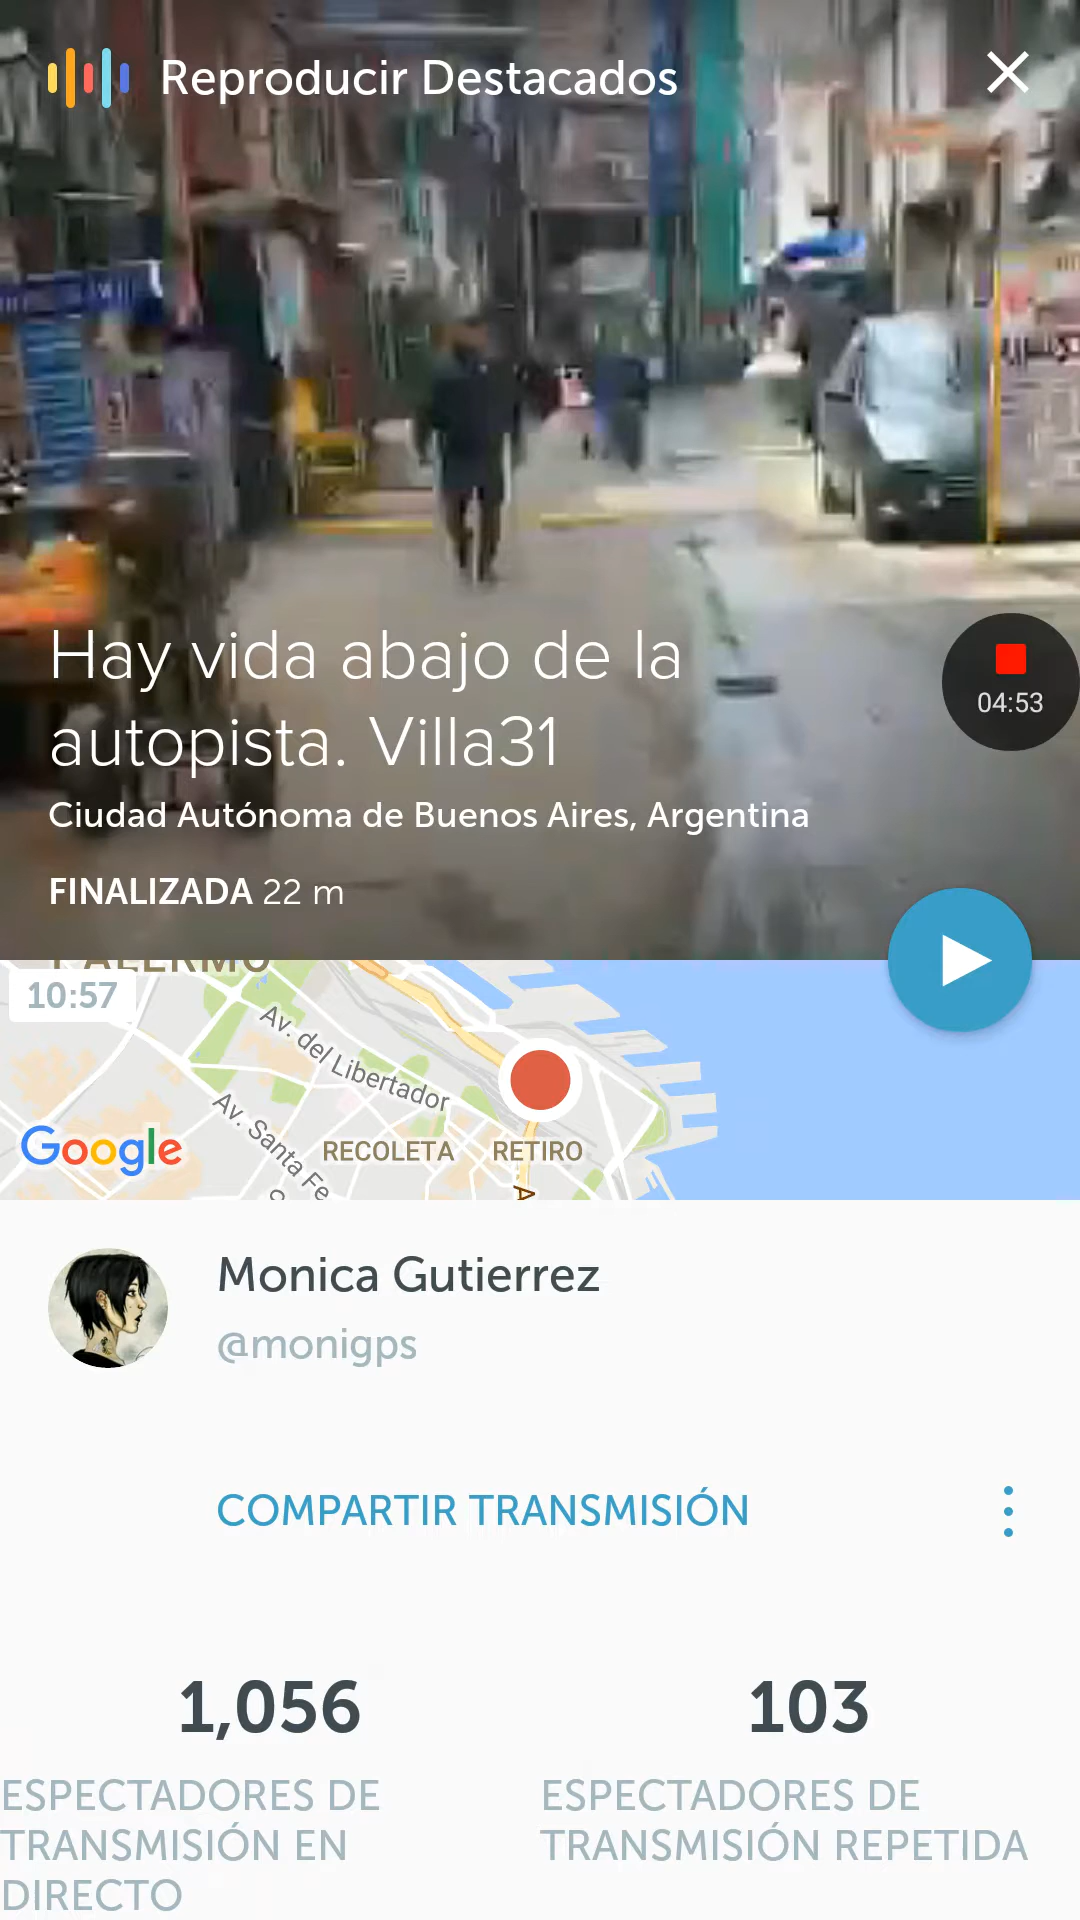 Reproducir Destacados
Hay vida abajo de la
autopista. Villa31
04:53
Ciudad Autónoma de Buenos Aires, Argentina
FINALIZADA 22 m
PALERMO
10:57
Av. del Libertador
Av. Santa Fe
RECOLETA
RETIRO
Google
Monica Gutierrez
@monigps
COMPARTIR TRANSMISIÓN
1,056
ESPECTADORES DE
TRANSMISIÓN EN
DIRECTO
103
ESPECTADORES DE
TRANSMISIÓN REPETIDA